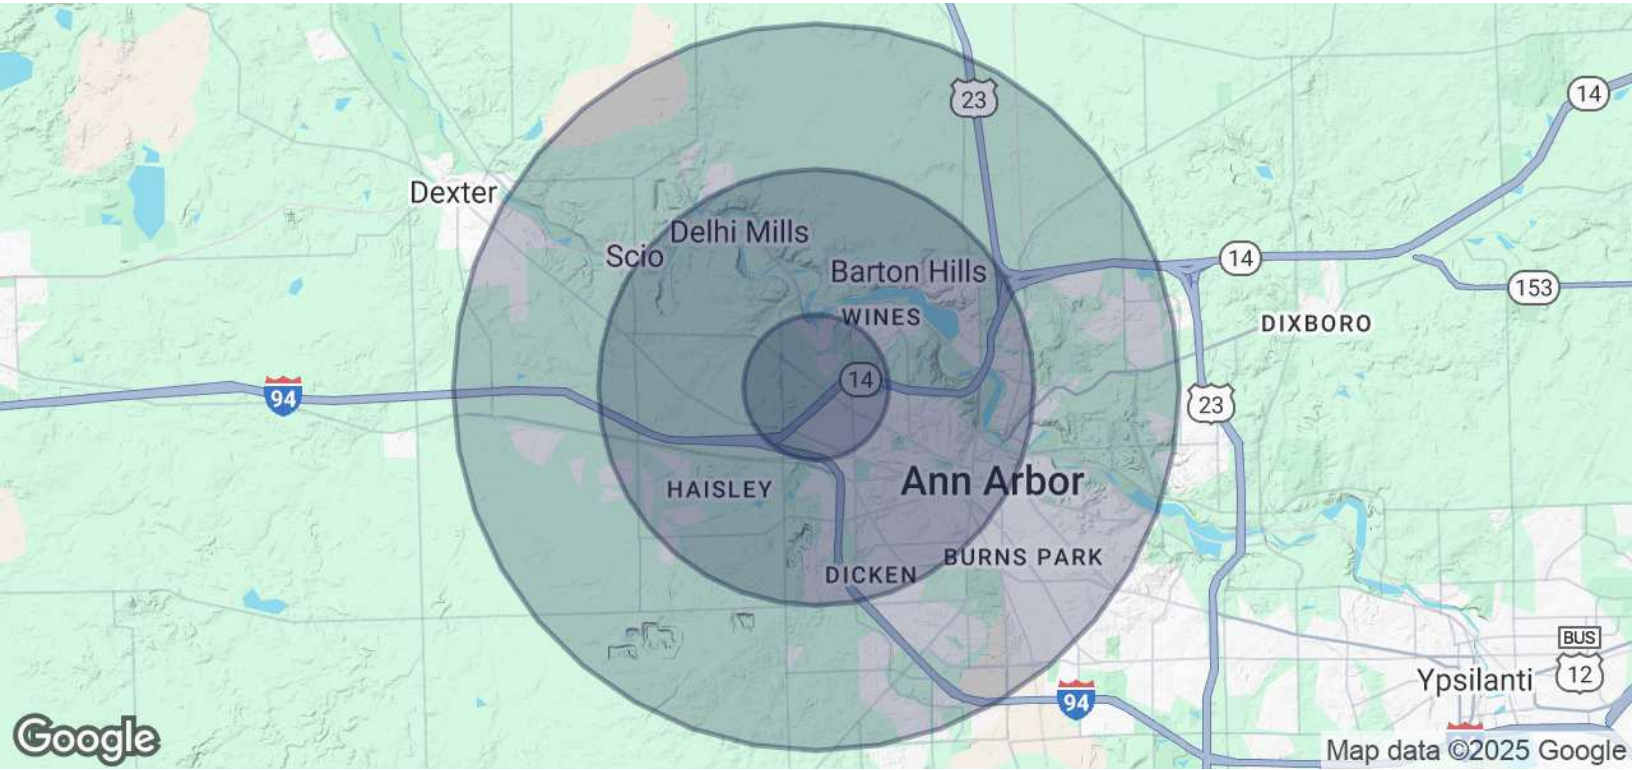 23
14
Dexter
Delhi Mills
Scio
Barton Hills
14
153
WINES
DIXBORO
94
14
23
Ann Arbor
HAISLEY
BURNS PARK
DICKEN
BUS
12
Ypsilanti
94
Google
Map data ©2025 Google